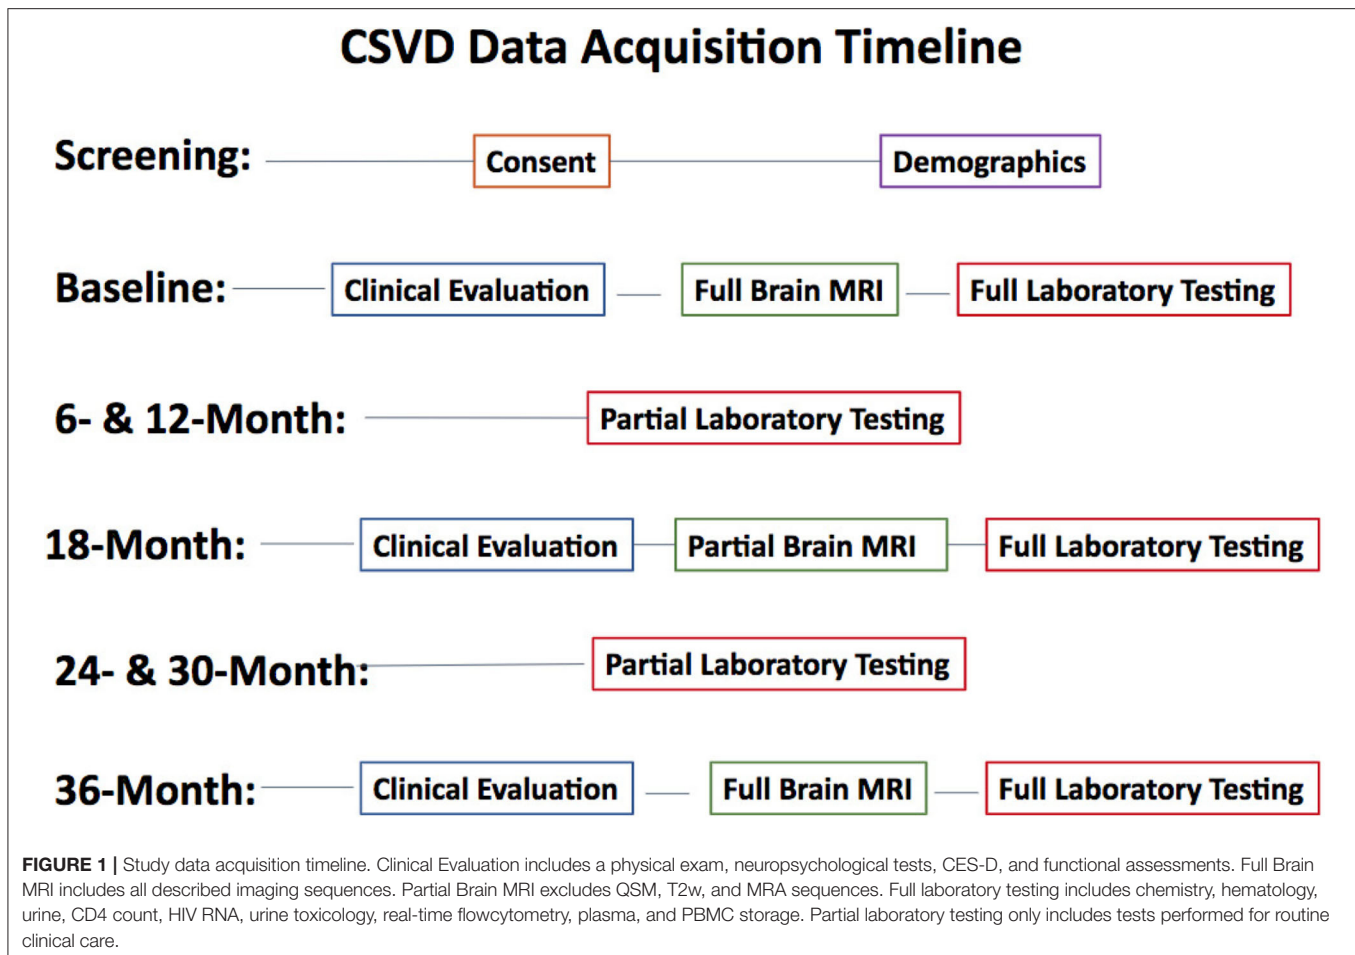 CSVD Data Acquisition Timeline
Screening: Consent Demographics
Baseline: Clinical Evaluation Full Brain MRI Full Laboratory Testing
6- & 12-Month: Partial Laboratory Testing
18-Month: Clinical Evaluation Partial Brain MRI Full Laboratory Testing
24- & 30-Month: Partial Laboratory Testing
36-Month: Clinical Evaluation Full Brain MRI Full Laboratory Testing
FIGURE 1 | Study data acquisition timeline. Clinical Evaluation includes a physical exam, neuropsychological tests, CES-D, and functional assessments. Full Brain
MRI includes all described imaging sequences. Partial Brain MRI excludes QSM, T2w, and MRA sequences. Full laboratory testing includes chemistry, hematology,
urine, CD4 count, HIV RNA, urine toxicology, real-time flowcytometry, plasma, and PBMC storage. Partial laboratory testing only includes tests performed for routine
clinical care.